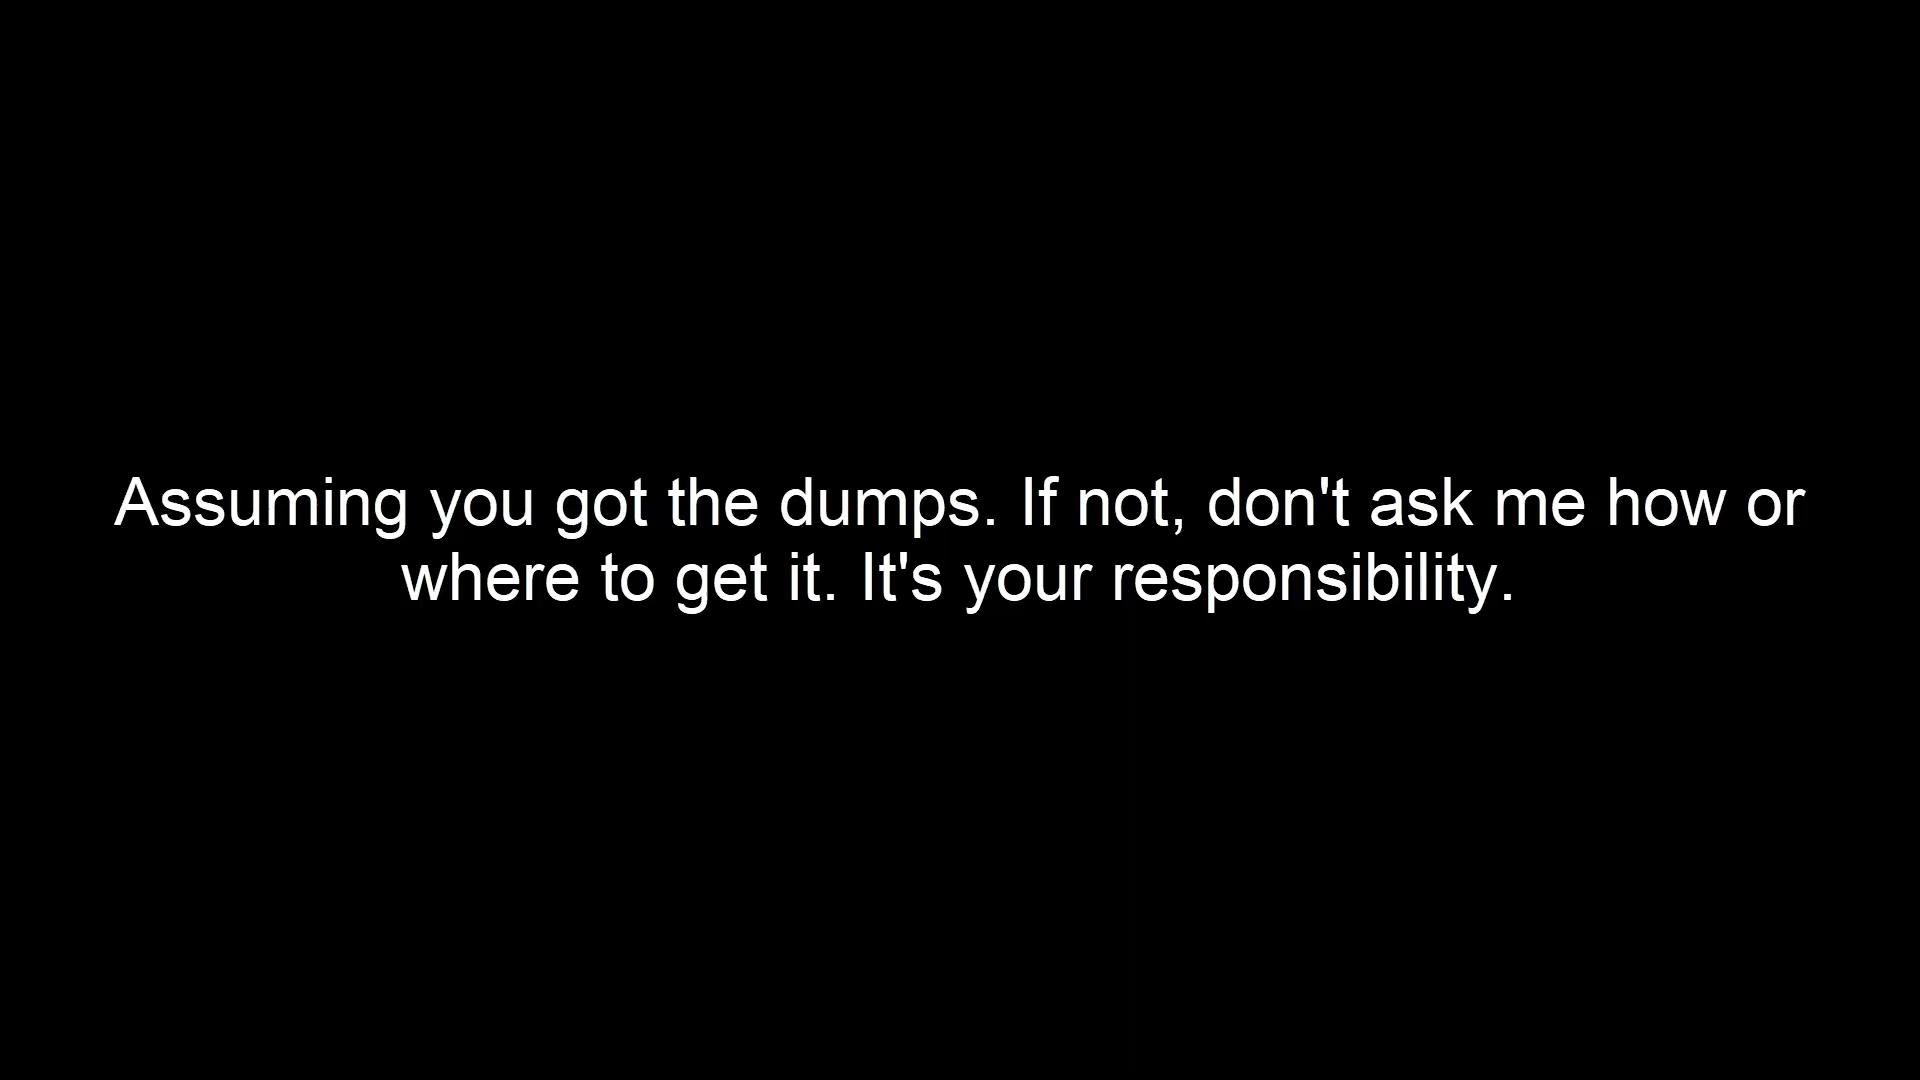 Assuming you got the dumps. If not, don't ask me how or
where to get it. It's your responsibility.